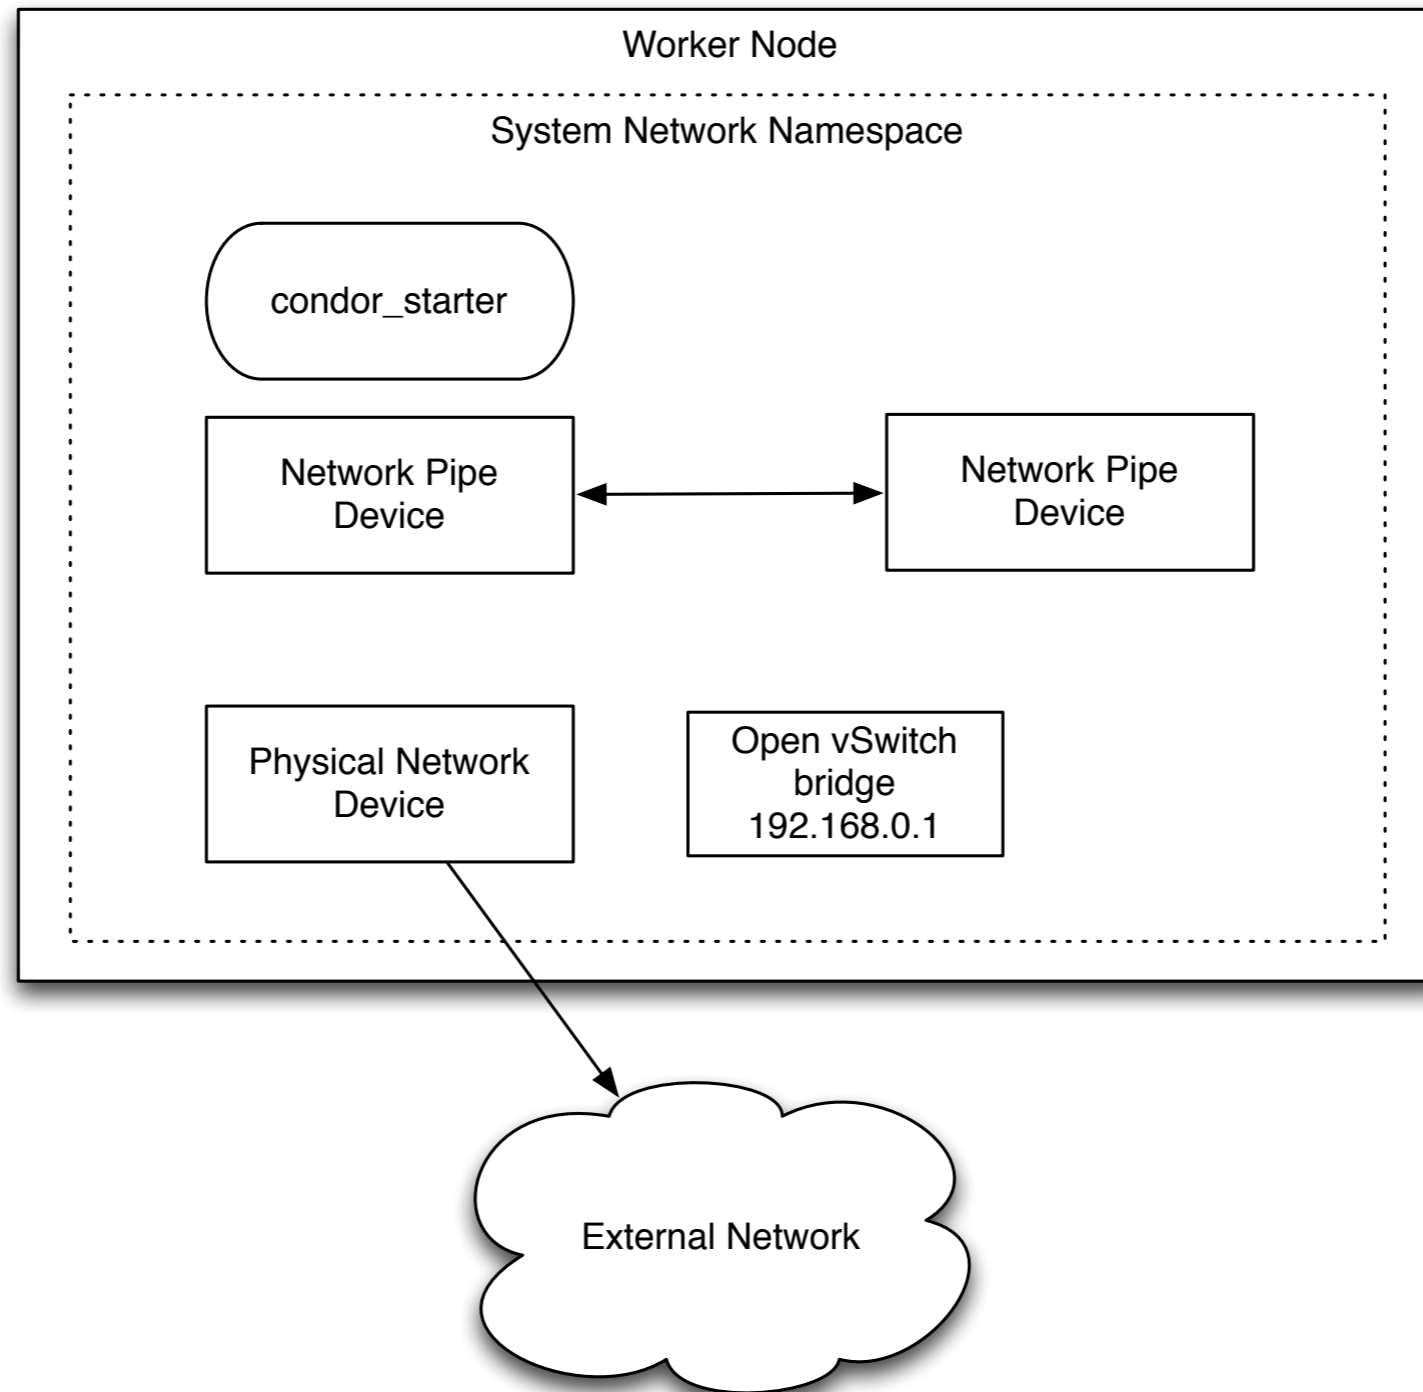 Worker Node
System Network Namespace
condor_starter
Network Pipe
Device
Network Pipe
Device
Physical Network
Device
Open vSwitch
bridge
192.168.0.1
External Network